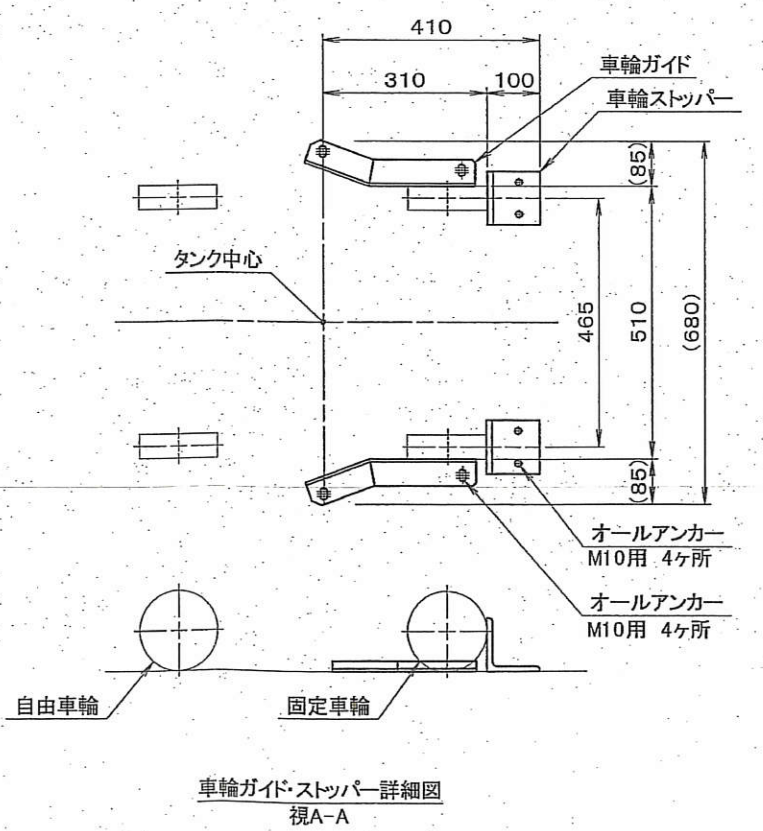 410
310
100
車輪ガイド
車輪ストッパー
(85)
タンク中心
465
510
(680)
(85)
オールアンカー
M10用 4ケ所
オールアンカー
M10用 4ケ所
自由車輪
固定車輪
車輪ガイド・ストッパー詳細図
視A-A